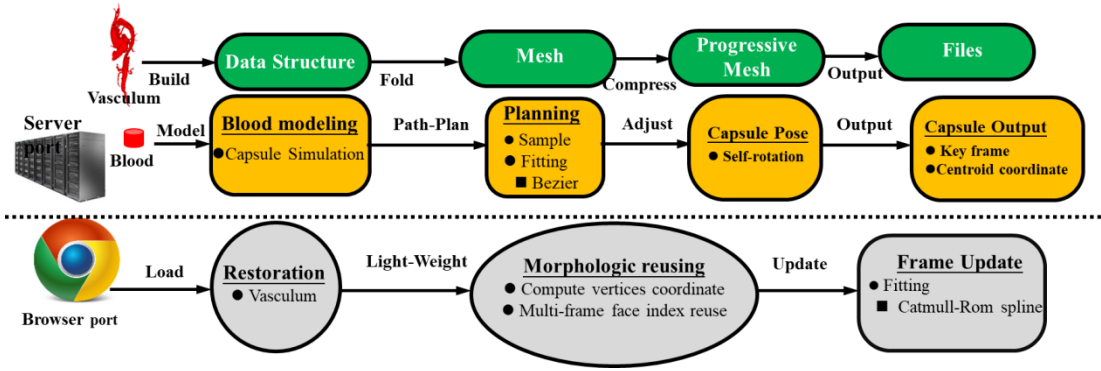 Vasculum
Build
Data Structure
Fold
Mesh
Compress
Progressive
Mesh
Output
Files
Server
port
Blood
Model
Blood modeling
● Capsule Simulation
Path-Plan
Planning
● Sample
● Fitting
■ Bezier
Adjust
Capsule Pose
● Self-rotation
Output
Capsule Output
● Key frame
● Centroid coordinate
Browser port
Load
Restoration
● Vasculum
Light-Weight
Morphologic reusing
● Compute vertices coordinate
● Multi-frame face index reuse
Update
Frame Update
● Fitting
■ Catmull-Rom spline